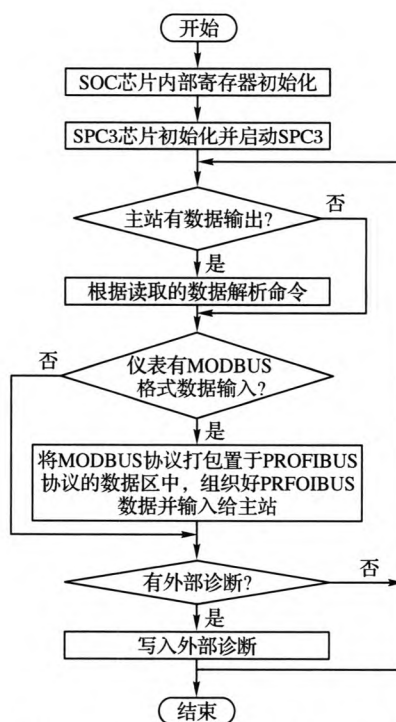 开始
SOC芯片内部寄存器初始化
SPC3芯片初始化并启动SPC3
主站有数据输出?
否
是
根据读取的数据解析命令
否
仪表有MODBUS
格式数据输入?
是
将MODBUS协议打包置于PROFIBUS
协议的数据区中，组织好PRFOIBUS
数据并输入给主站
有外部诊断?
否
是
写入外部诊断
结束